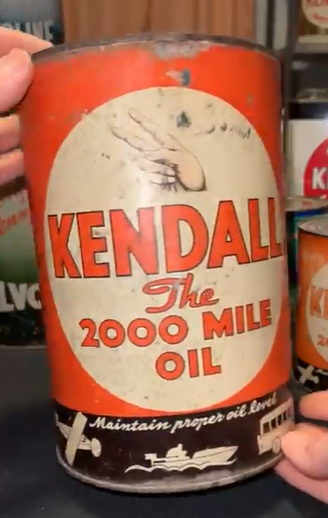 KENDALL
The
2000 MILE
OIL
Maintain proper oil level